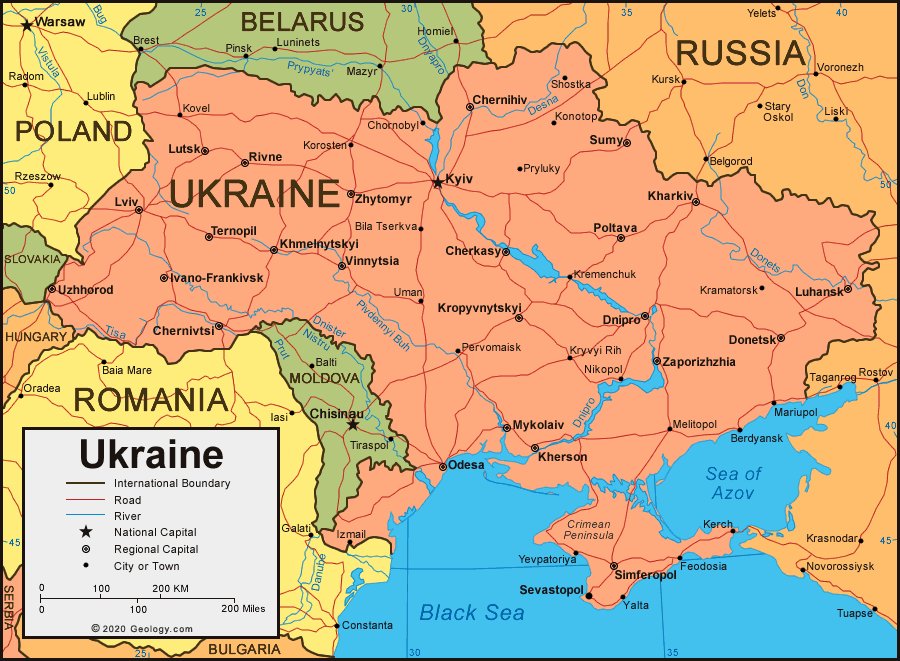 Warsaw
Bug
25
BELARUS
30
Homiel
35
Yelets
40
Brest
Pinsk
Luninets
Dnyapro
RUSSIA
Vistula
Radom
Prypyats'
Mazyr
Shostka
Kursk
Voronezh
Lublin
Kovel
Chernihiv
Desna
Don
POLAND
Chornobyl
Konotop
Stary
Oskol
Liski
Lutsk
Rivne
Korosten
Sumy
Belgorod
Rzeszow
50
UKRAINE
Kyiv
Pryluky
50
Lviv
Zhytomyr
Kharkiv
Ternopil
Khmelnytskyi
Bila Tserkva
Poltava
SLOVAKIA
Vinnytsia
Cherkasy
Donets
Uzhhorod
Ivano-Frankivsk
Uman
Kremenchuk
Kramatorsk
Luhansk
Pivdennyi Buh
Kropyvnytskyi
Dnipro
HUNGARY
Tisa
Chernivtsi
Dnister
Nistru
Prut
Pervomaisk
Kryvyi Rih
Donetsk
Balti
Zaporizhzhia
Baia Mare
MOLDOVA
Nikopol
Taganrog
Rostov
Oradea
ROMANIA
Iasi
Chisinau
Dnipro
Mariupol
Tiraspol
Mykolaiv
Melitopol
Berdyansk
40
Kherson
Odesa
Sea of
Azov
Ukraine
International Boundary
Road
River
National Capital
Regional Capital
City or Town
0 100 200 KM
0 100 200 Miles
© 2020 Geology.com
Galati
Izmail
Crimean
Peninsula
Kerch
45
Krasnodar
45
Danube
Yevpatoriya
Simferopol
Feodosia
Novorossiysk
Sevastopol
Yalta
SERBIA
Black Sea
Tuapse
Constanta
25
BULGARIA
30
35